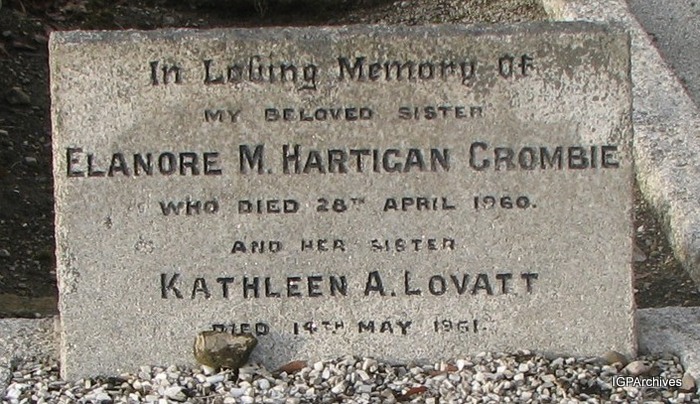 In Loving Memory Of
MY BELOVED SISTER
ELANORE M. HARTIGAN CROMBIE
WHO DIED 28TH APRIL 1960.
AND HER SISTER
KATHLEEN A. LOVATT
DIED 14TH MAY 1961.
IGPArchives